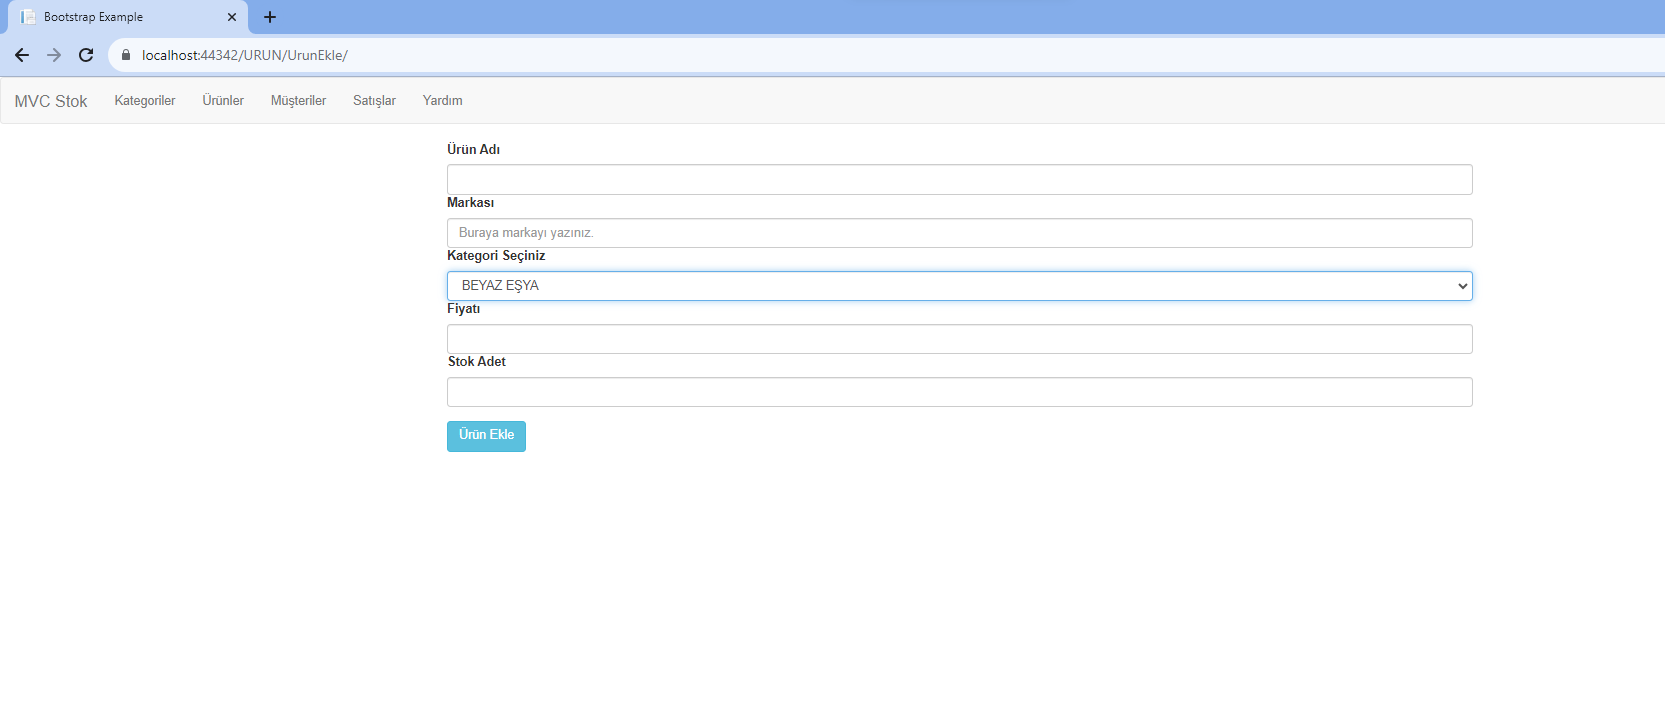 Bootstrap Example
localhost:44342/URUN/UrunEkle/
MVC Stok Kategoriler Ürünler Müşteriler Satışlar Yardım
Ürün Adı
Markası
Buraya markayı yazınız.
Kategori Seçiniz
BEYAZ EŞYA
Fiyatı
Stok Adet
Ürün Ekle